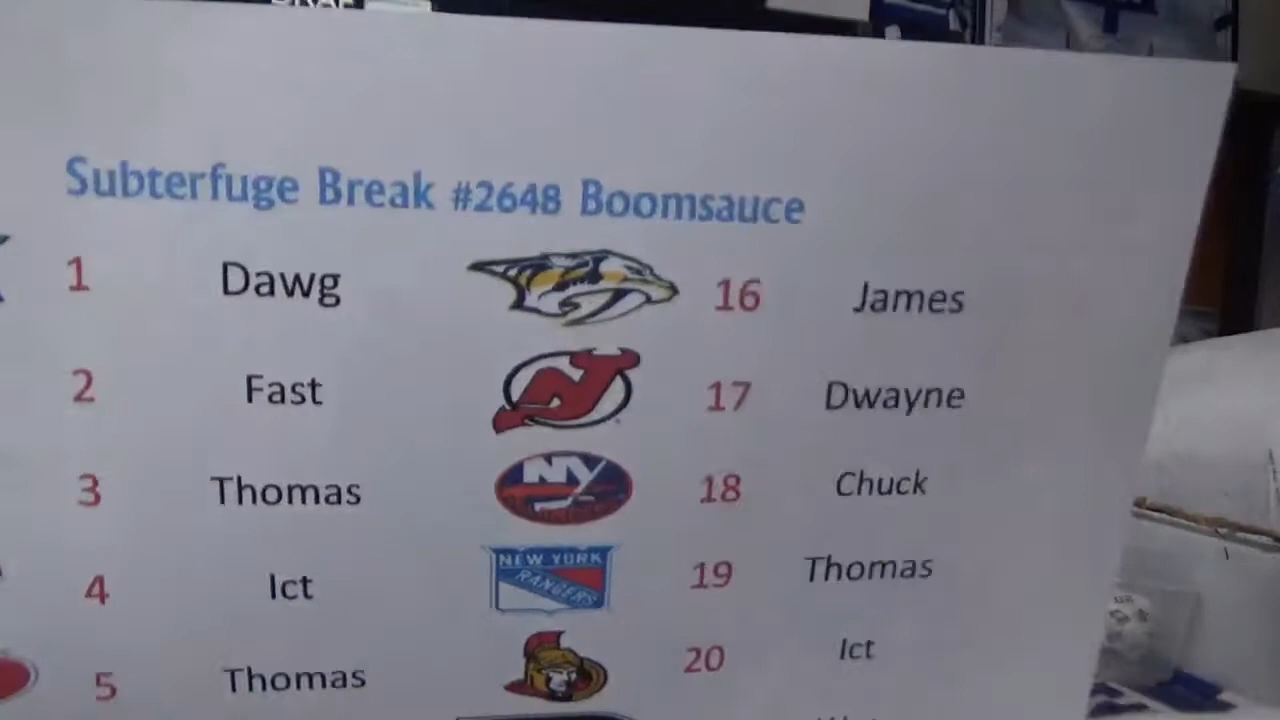 Subterfuge Break #2648 Boomsauce
1 Dawg 16 James
2 Fast 17 Dwayne
NY
3 Thomas 18 Chuck
NEW YORK
RANGERS
4 Ict 19 Thomas
5 Thomas 20 Ict